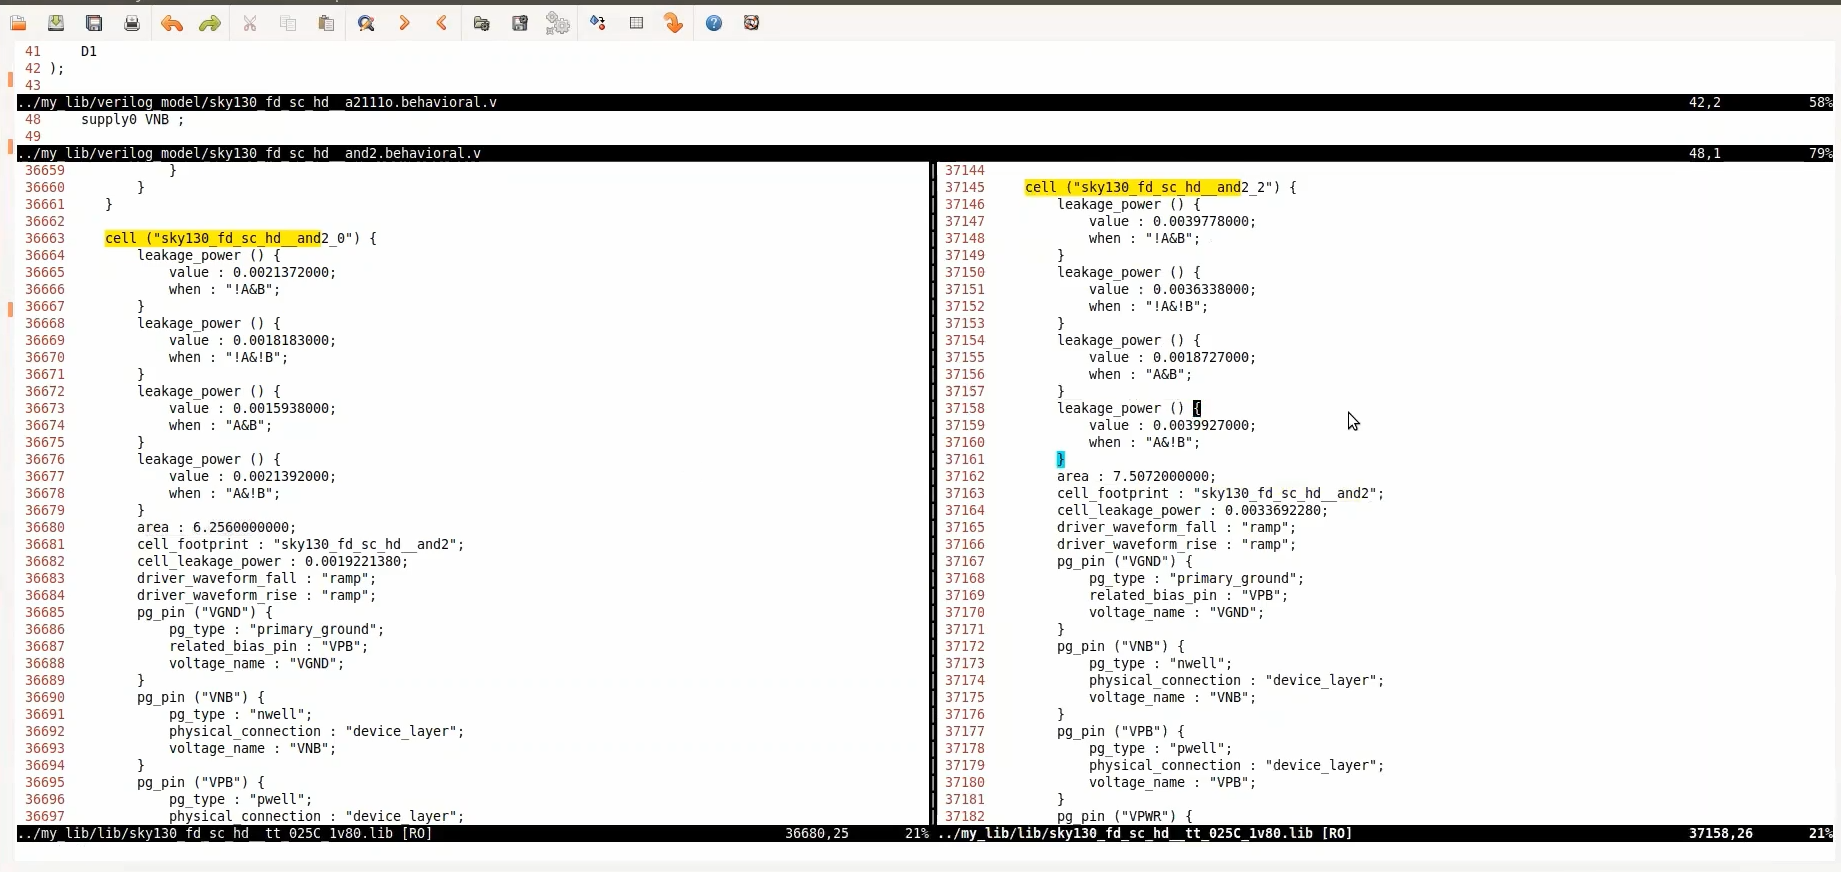 41     D1
42 );
43
../my_lib/verilog_model/sky130_fd_sc_hd__a2111o.behavioral.v 42,2 58%
48     supply0 VNB ;
49
../my_lib/verilog_model/sky130_fd_sc_hd__and2.behavioral.v 48,1 79%
36659             }
36660         }
36661     }
36662
36663     cell ("sky130_fd_sc_hd__and2_0") {
36664         leakage_power () {
36665             value : 0.0021372000;
36666             when : "!A&B";
36667         }
36668         leakage_power () {
36669             value : 0.0018183000;
36670             when : "!A&!B";
36671         }
36672         leakage_power () {
36673             value : 0.0015938000;
36674             when : "A&B";
36675         }
36676         leakage_power () {
36677             value : 0.0021392000;
36678             when : "A&!B";
36679         }
36680         area : 6.2560000000;
36681         cell_footprint : "sky130_fd_sc_hd__and2";
36682         cell_leakage_power : 0.0019221380;
36683         driver_waveform_fall : "ramp";
36684         driver_waveform_rise : "ramp";
36685         pg_pin ("VGND") {
36686             pg_type : "primary_ground";
36687             related_bias_pin : "VPB";
36688             voltage_name : "VGND";
36689         }
36690         pg_pin ("VNB") {
36691             pg_type : "nwell";
36692             physical_connection : "device_layer";
36693             voltage_name : "VNB";
36694         }
36695         pg_pin ("VPB") {
36696             pg_type : "pwell";
36697             physical_connection : "device_layer";
../my_lib/lib/sky130_fd_sc_hd__tt_025C_1v80.lib [RO] 36680,25 21%
37144
37145     cell ("sky130_fd_sc_hd__and2_2") {
37146         leakage_power () {
37147             value : 0.0039778000;
37148             when : "!A&B";
37149         }
37150         leakage_power () {
37151             value : 0.0036338000;
37152             when : "!A&!B";
37153         }
37154         leakage_power () {
37155             value : 0.0018727000;
37156             when : "A&B";
37157         }
37158         leakage_power () {
37159             value : 0.0039927000;
37160             when : "A&!B";
37161         }
37162         area : 7.5072000000;
37163         cell_footprint : "sky130_fd_sc_hd__and2";
37164         cell_leakage_power : 0.0033692280;
37165         driver_waveform_fall : "ramp";
37166         driver_waveform_rise : "ramp";
37167         pg_pin ("VGND") {
37168             pg_type : "primary_ground";
37169             related_bias_pin : "VPB";
37170             voltage_name : "VGND";
37171         }
37172         pg_pin ("VNB") {
37173             pg_type : "nwell";
37174             physical_connection : "device_layer";
37175             voltage_name : "VNB";
37176         }
37177         pg_pin ("VPB") {
37178             pg_type : "pwell";
37179             physical_connection : "device_layer";
37180             voltage_name : "VPB";
37181         }
37182         pg_pin ("VPWR") {
../my_lib/lib/sky130_fd_sc_hd__tt_025C_1v80.lib [RO] 37158,26 21%